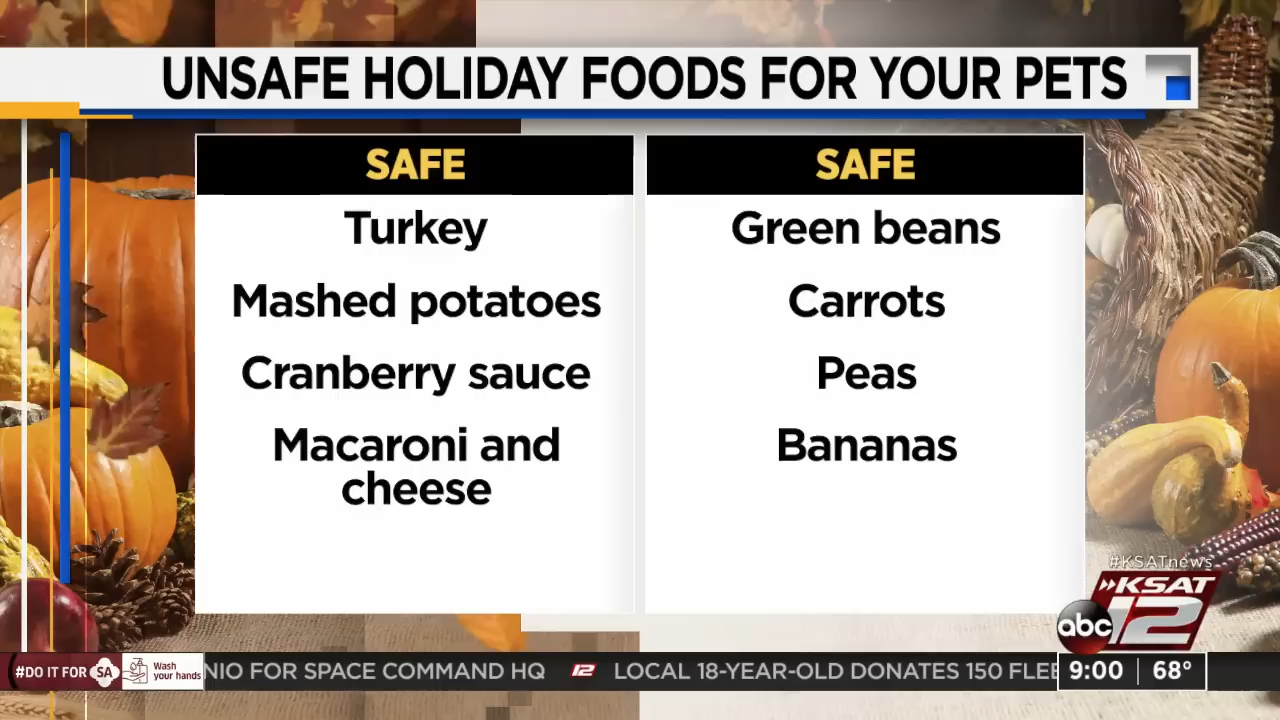 UNSAFE HOLIDAY FOODS FOR YOUR PETS
SAFE
Turkey
Mashed potatoes
Cranberry sauce
Macaroni and
cheese
SAFE
Green beans
Carrots
Peas
Bananas
#KSATnews
KSAT
abc 12
#DO IT FOR SA
Wash
your hands
NIO FOR SPACE COMMAND HQ 12 LOCAL 18-YEAR-OLD DONATES 150 FLEE
9:00 68°